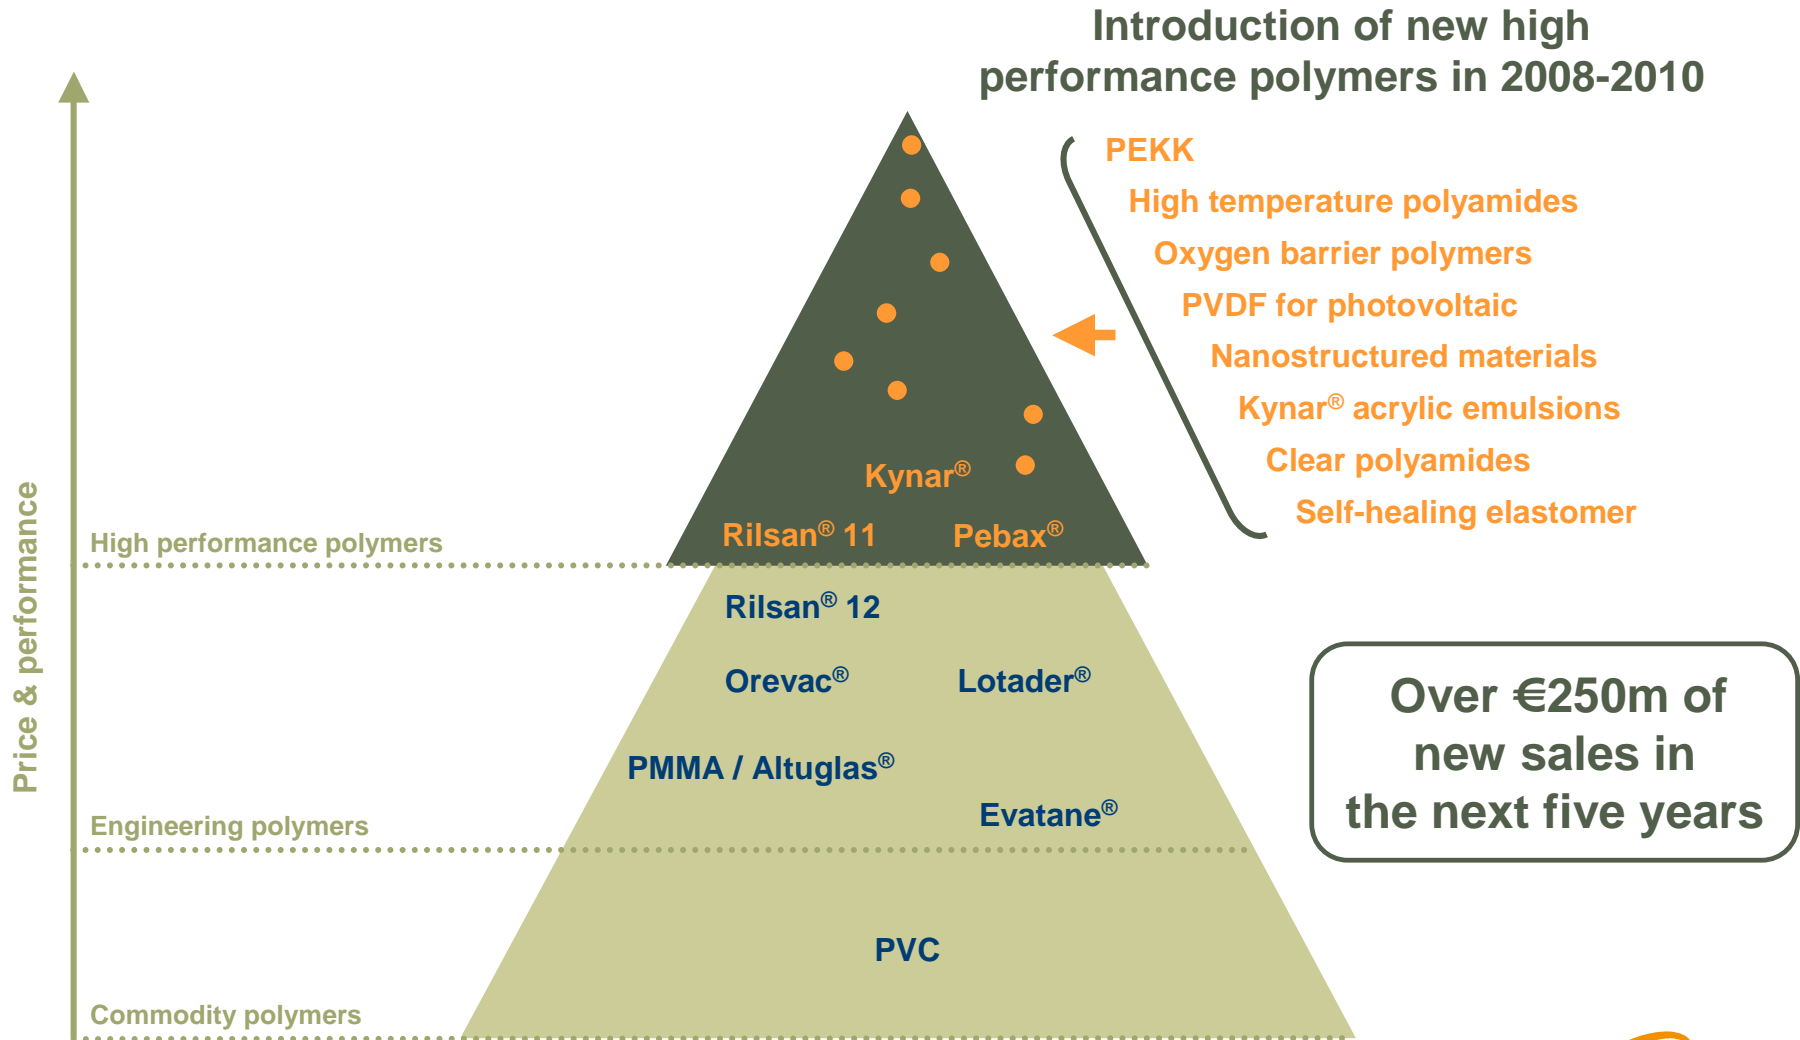 Introduction of new high
performance polymers in 2008-2010
PEKK
High temperature polyamides
Oxygen barrier polymers
PVDF for photovoltaic
Nanostructured materials
Kynar® acrylic emulsions
Clear polyamides
Self-healing elastomer
Price & performance
Kynar®
Rilsan® 11
Pebax®
High performance polymers
Rilsan® 12
Orevac®
Lotader®
PMMA / Altuglas®
Evatane®
Engineering polymers
Over €250m of
new sales in
the next five years
PVC
Commodity polymers